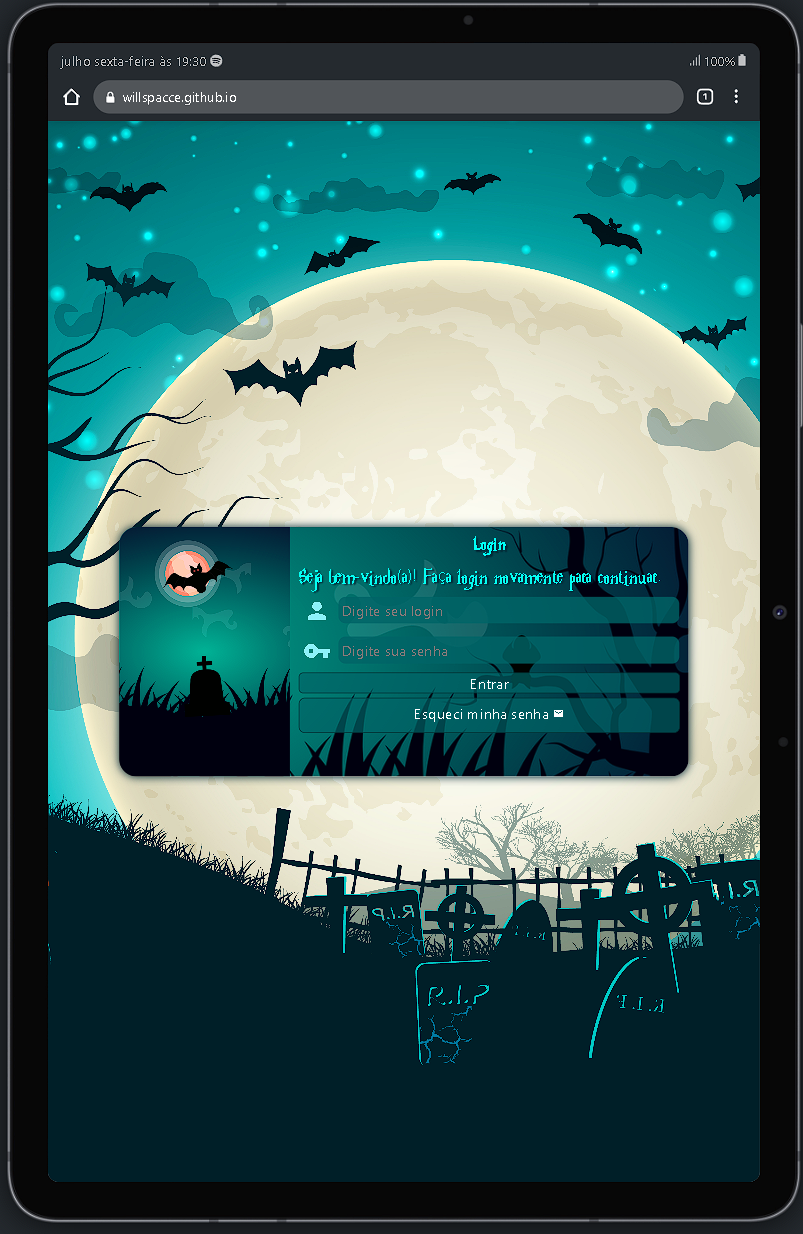 julho sexta-feira às 19:30
100%
willspacce.github.io
1
Login
Seja bem-vindo(a)! Faça login novamente para continuar.
Digite seu login
Digite sua senha
Entrar
Esqueci minha senha
R.I.P
R.I.P
R.I.P
R.I.P
R.I.P